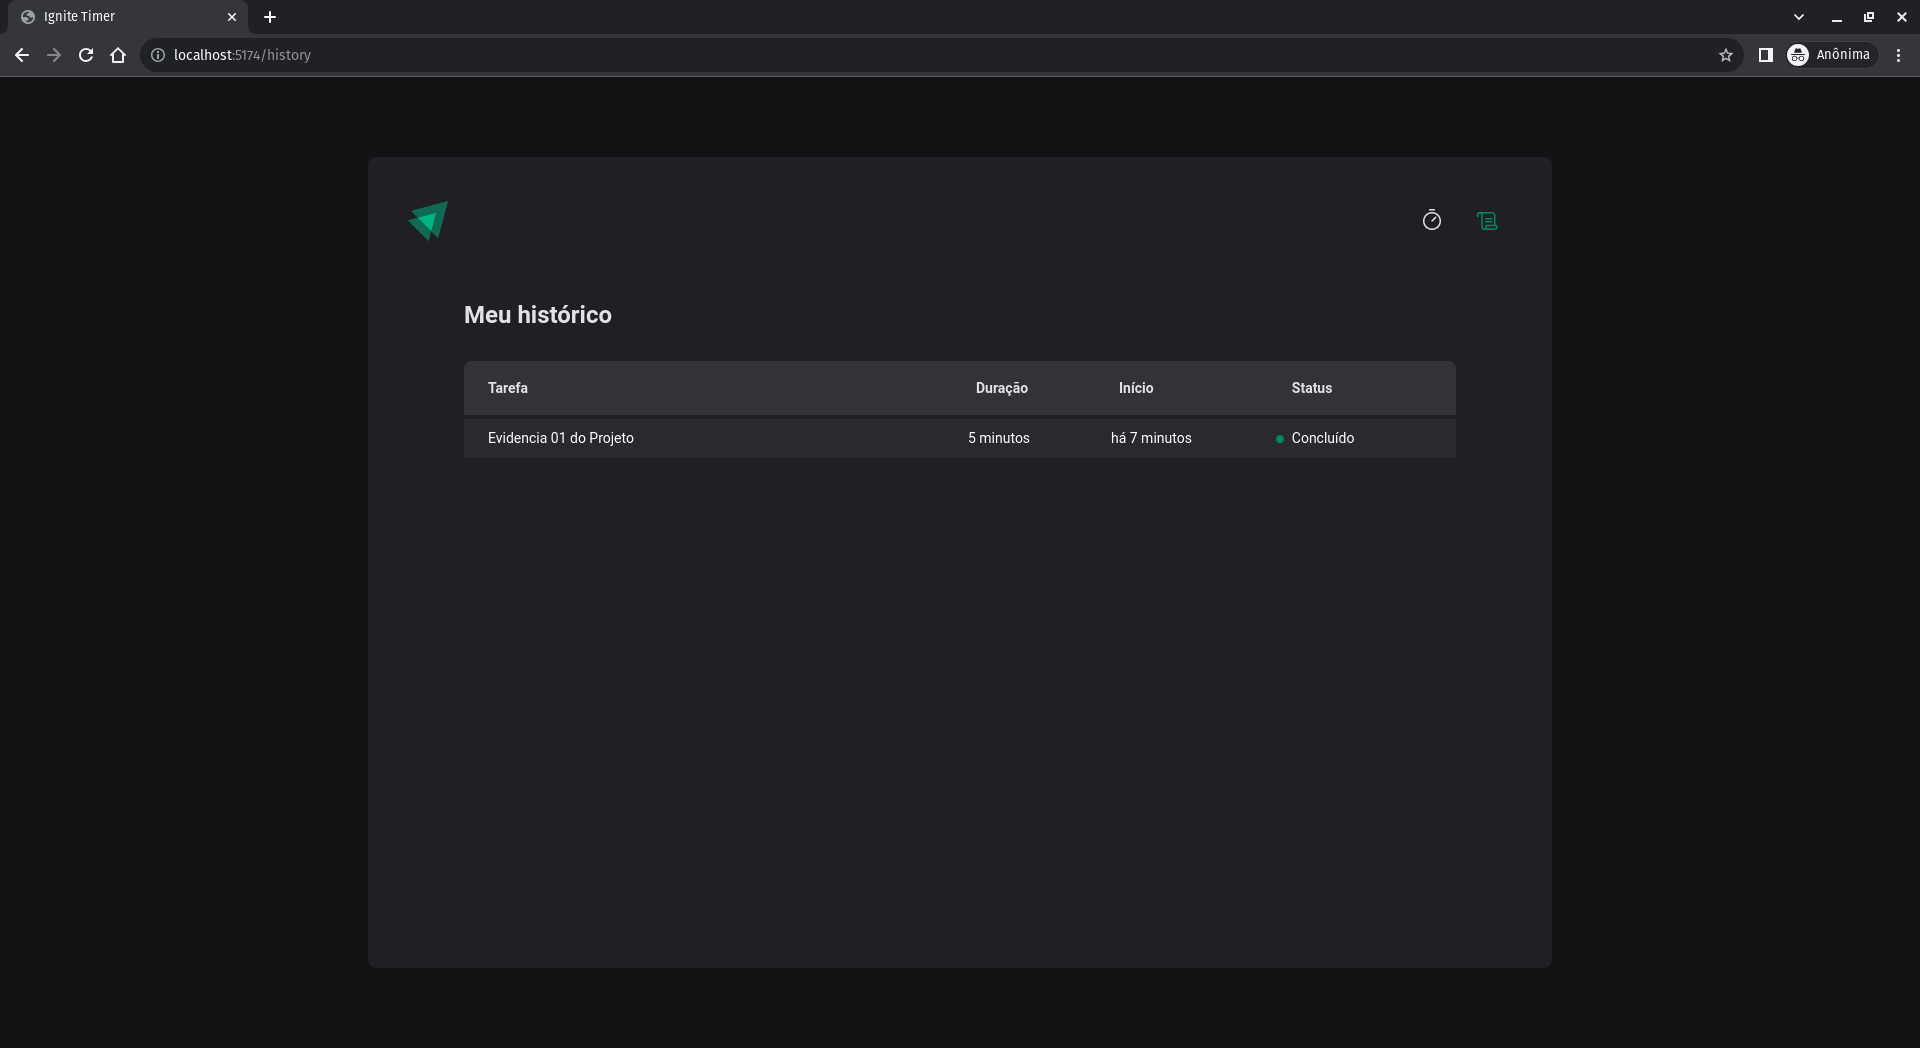 Ignite Timer
localhost:5174/history
Anônima
Meu histórico
Tarefa Duração Início Status
Evidencia 01 do Projeto 5 minutos há 7 minutos Concluído